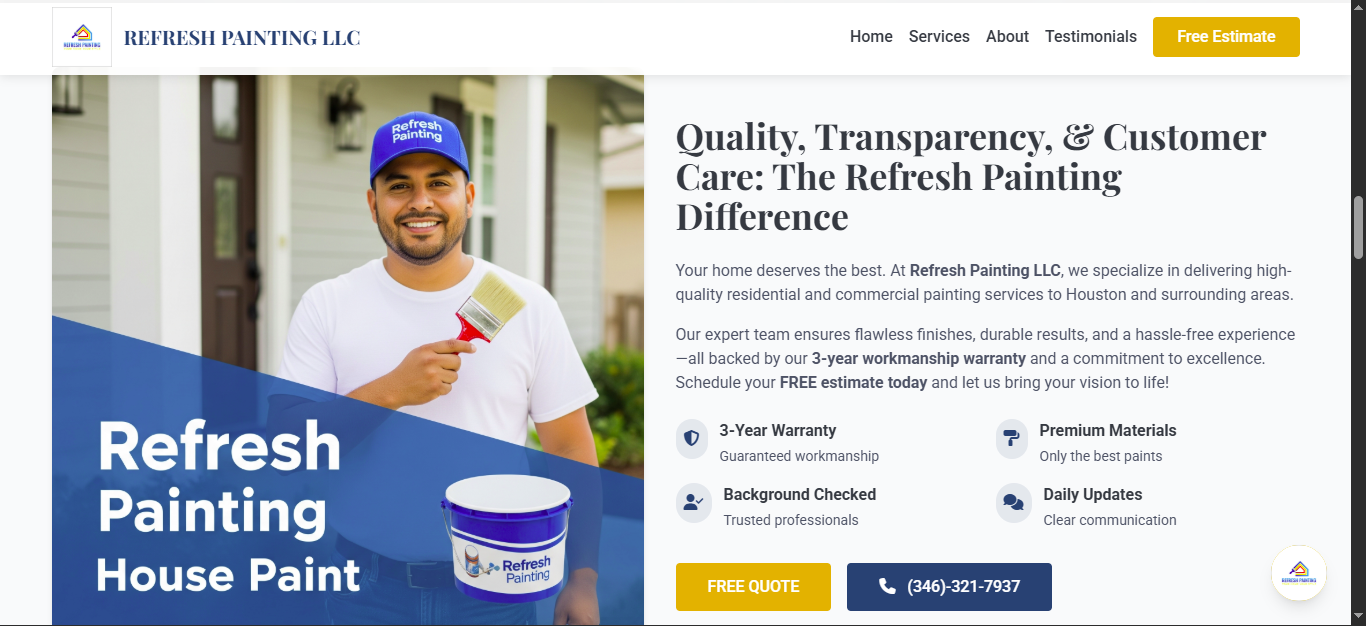 REFRESH PAINTING
REFRESH PAINTING LLC
Home
Services
About
Testimonials
Free Estimate
Refresh
Painting
Refresh
Painting
House Paint
Refresh
Painting
Quality, Transparency, & Customer
Care: The Refresh Painting
Difference
Your home deserves the best. At Refresh Painting LLC, we specialize in delivering high-
quality residential and commercial painting services to Houston and surrounding areas.
Our expert team ensures flawless finishes, durable results, and a hassle-free experience
—all backed by our 3-year workmanship warranty and a commitment to excellence.
Schedule your FREE estimate today and let us bring your vision to life!
3-Year Warranty
Guaranteed workmanship
Premium Materials
Only the best paints
Background Checked
Trusted professionals
Daily Updates
Clear communication
FREE QUOTE
(346)-321-7937
REFRESH PAINTING